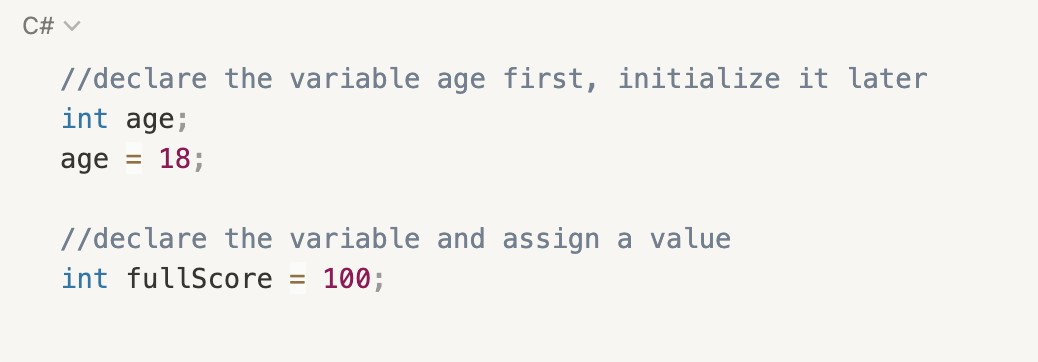 C#
//declare the variable age first, initialize it later
int age;
age = 18;
//declare the variable and assign a value
int fullScore = 100;